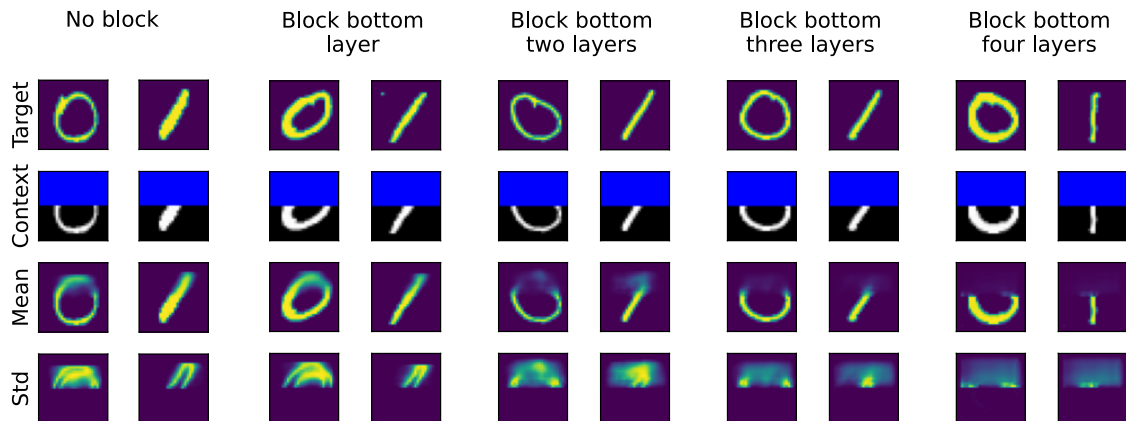 No block
Block bottom
layer
Block bottom
two layers
Block bottom
three layers
Block bottom
four layers
Target
Context
Mean
Std